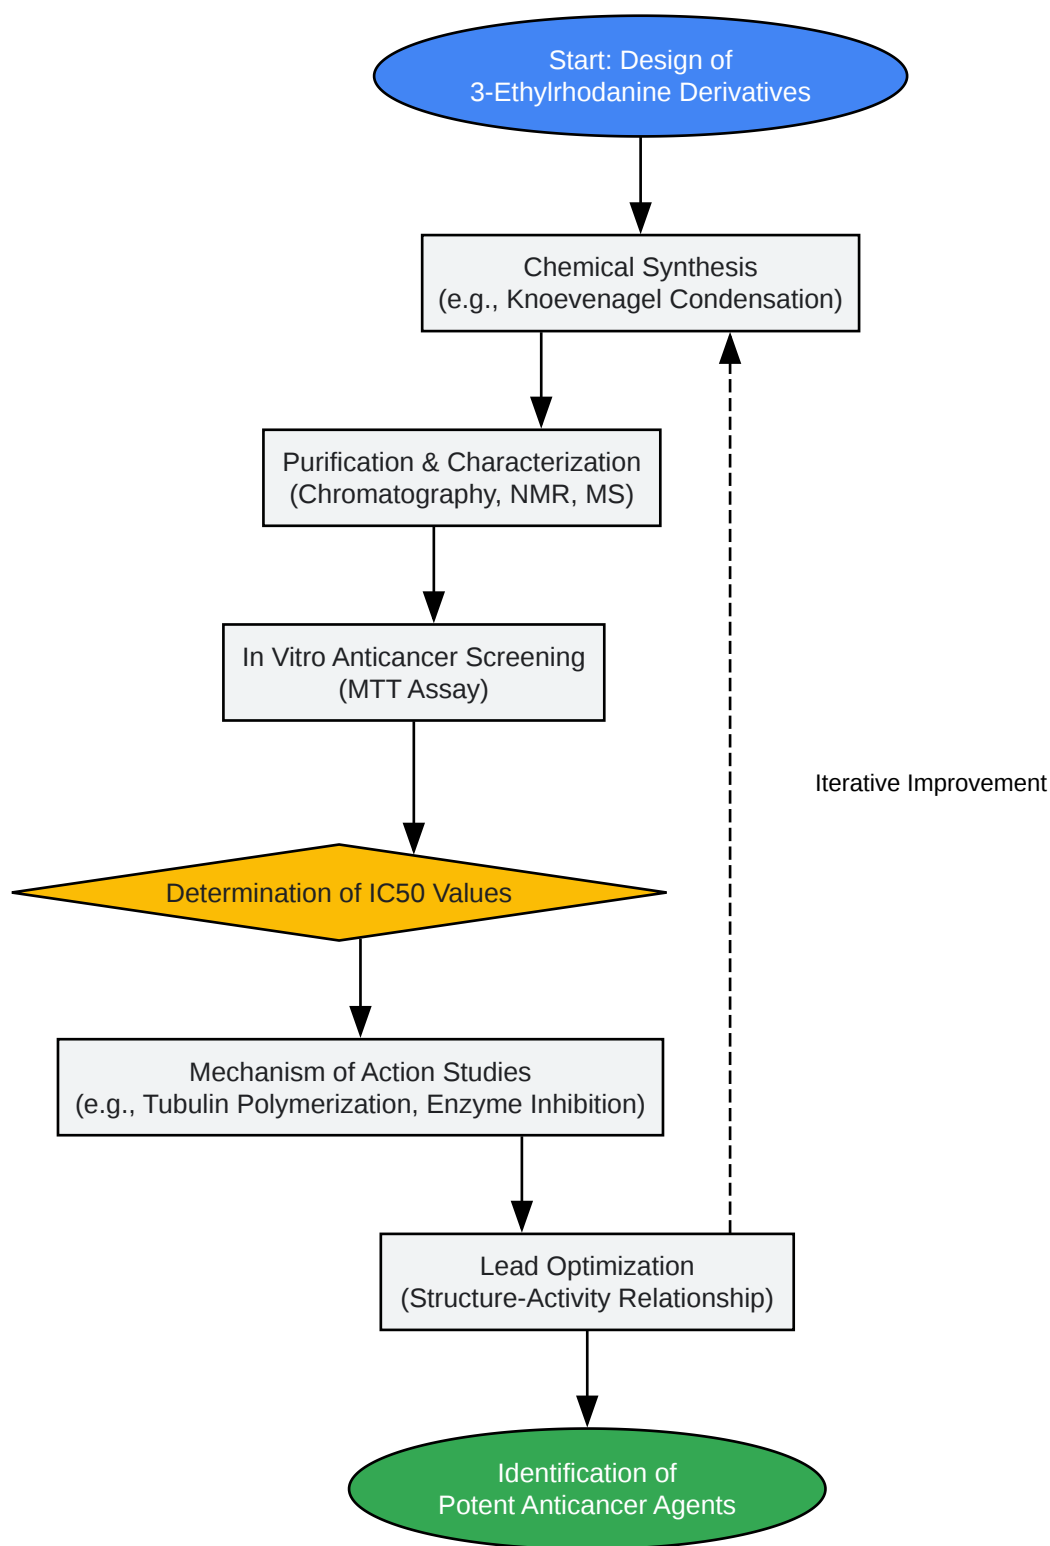 Start: Design of
3-Ethylrhodanine Derivatives
Chemical Synthesis
(e.g., Knoevenagel Condensation)
Purification & Characterization
(Chromatography, NMR, MS)
In Vitro Anticancer Screening
(MTT Assay)
Iterative Improvement
Determination of IC50 Values
Mechanism of Action Studies
(e.g., Tubulin Polymerization, Enzyme Inhibition)
Lead Optimization
(Structure-Activity Relationship)
Identification of
Potent Anticancer Agents